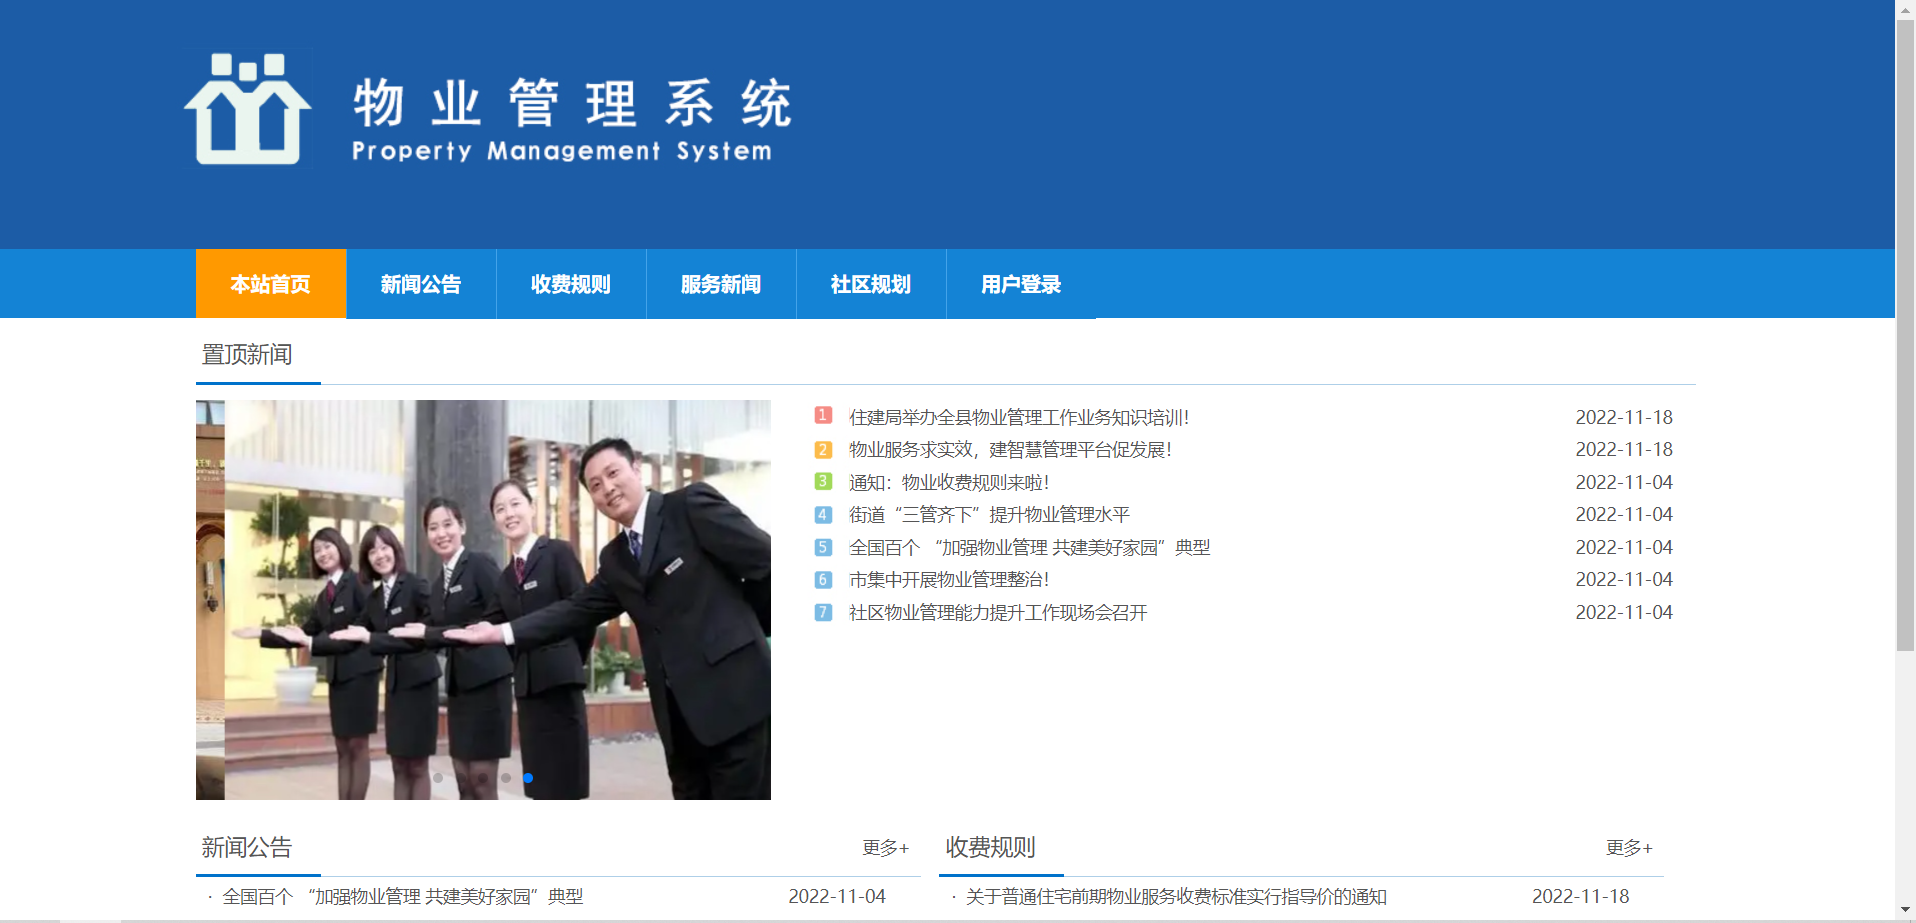 物业管理系统
Property Management System
本站首页 新闻公告 收费规则 服务新闻 社区规划 用户登录
置顶新闻
1 住建局举办全县物业管理工作业务知识培训! 2022-11-18
2 物业服务求实效，建智慧管理平台促发展! 2022-11-18
3 通知：物业收费规则来啦! 2022-11-04
4 街道“三管齐下”提升物业管理水平 2022-11-04
5 全国百个 “加强物业管理 共建美好家园”典型 2022-11-04
6 市集中开展物业管理整治! 2022-11-04
7 社区物业管理能力提升工作现场会召开 2022-11-04
新闻公告 更多+
· 全国百个 “加强物业管理 共建美好家园”典型 2022-11-04
收费规则 更多+
· 关于普通住宅前期物业服务收费标准实行指导价的通知 2022-11-18